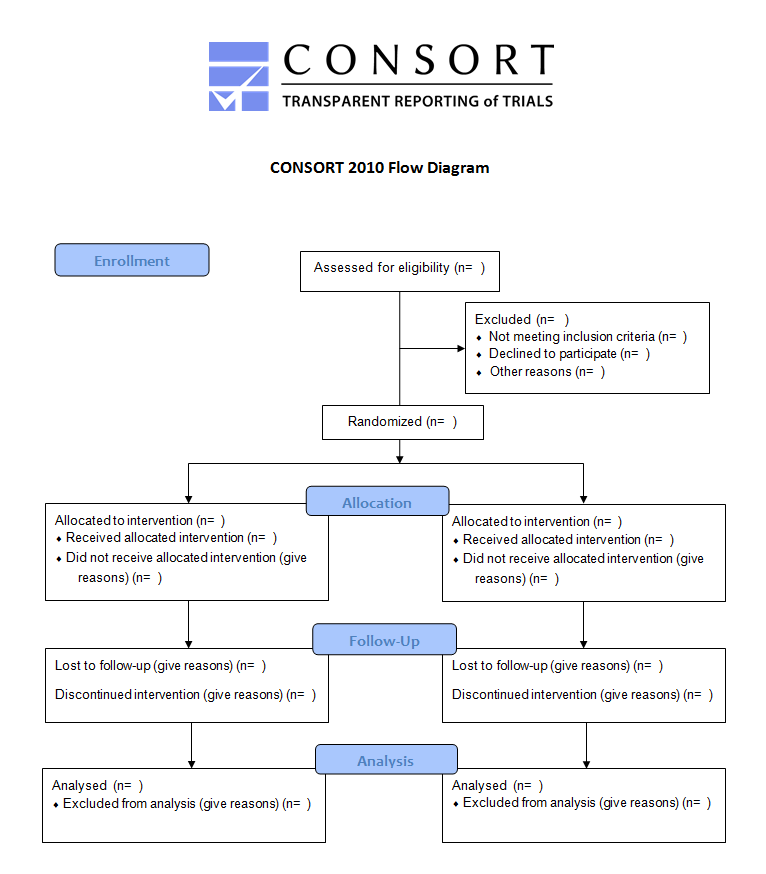 CONSORT
TRANSPARENT REPORTING of TRIALS
CONSORT 2010 Flow Diagram
Enrollment
Assessed for eligibility (n=  )
Excluded (n=  )
⬧ Not meeting inclusion criteria (n=  )
⬧ Declined to participate (n=  )
⬧ Other reasons (n=  )
Randomized (n=  )
Allocation
Allocated to intervention (n=  )
⬧ Received allocated intervention (n=  )
⬧ Did not receive allocated intervention (give
reasons) (n=  )
Allocated to intervention (n=  )
⬧ Received allocated intervention (n=  )
⬧ Did not receive allocated intervention (give
reasons) (n=  )
Follow-Up
Lost to follow-up (give reasons) (n=  )
Discontinued intervention (give reasons) (n=  )
Lost to follow-up (give reasons) (n=  )
Discontinued intervention (give reasons) (n=  )
Analysis
Analysed (n=  )
⬧ Excluded from analysis (give reasons) (n=  )
Analysed (n=  )
⬧ Excluded from analysis (give reasons) (n=  )